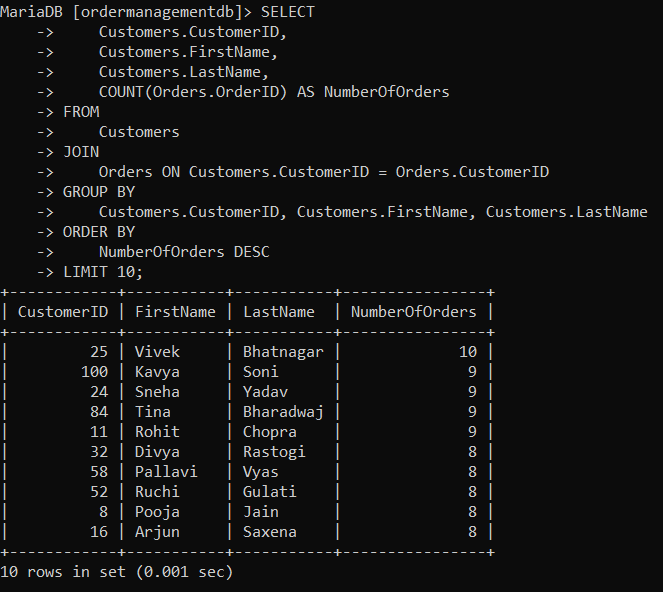 MariaDB [ordermanagementdb]> SELECT
    ->     Customers.CustomerID,
    ->     Customers.FirstName,
    ->     Customers.LastName,
    ->     COUNT(Orders.OrderID) AS NumberOfOrders
    -> FROM
    ->     Customers
    -> JOIN
    ->     Orders ON Customers.CustomerID = Orders.CustomerID
    -> GROUP BY
    ->     Customers.CustomerID, Customers.FirstName, Customers.LastName
    -> ORDER BY
    ->     NumberOfOrders DESC
    -> LIMIT 10;
+------------+-----------+-----------+----------------+
| CustomerID | FirstName | LastName  | NumberOfOrders |
+------------+-----------+-----------+----------------+
|         25 | Vivek     | Bhatnagar |             10 |
|        100 | Kavya     | Soni      |              9 |
|         24 | Sneha     | Yadav     |              9 |
|         84 | Tina      | Bharadwaj |              9 |
|         11 | Rohit     | Chopra    |              9 |
|         32 | Divya     | Rastogi   |              8 |
|         58 | Pallavi   | Vyas      |              8 |
|         52 | Ruchi     | Gulati    |              8 |
|          8 | Pooja     | Jain      |              8 |
|         16 | Arjun     | Saxena    |              8 |
+------------+-----------+-----------+----------------+
10 rows in set (0.001 sec)